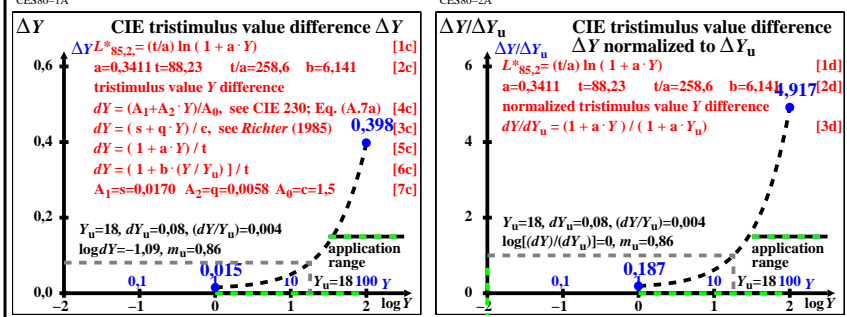 CES80-1A
ΔY CIE tristimulus value difference ΔY
ΔY L*85,2,= (t/a) ln ( 1 + a · Y) [1c]
0,6
a=0,3411 t=88,23 t/a=258,6 b=6,141 [2c]
tristimulus value Y difference
dY = (A1+A2 · Y)/A0, see CIE 230; Eq. (A.7a) [4c]
0,398
dY = ( s + q · Y) / c, see Richter (1985) [3c]
0,4
dY = ( 1 + a · Y) / t [5c]
dY = ( 1 + b · (Y / Yu) ] / t [6c]
A1=s=0,0170 A2=q=0,0058 A0=c=1,5 [7c]
0,2
Yu=18, dYu=0,08, (dY/Yu)=0,004
logdY=−1,09, mu=0,86
application
range
0,015
0,1 1 10 Yu=18 100 Y
0,0
−2 −1 0 1 2 log Y
CES80-2A
ΔY/ΔYu CIE tristimulus value difference
ΔY normalized to ΔYu
ΔY/ΔYu
L*85,2= (t/a) ln ( 1 + a · Y) [1d]
6
a=0,3411 t=88,23 t/a=258,6 b=6,141 [2d]
4,917
normalized tristimulus value Y difference
dY/dYu = (1 + a · Y ) / ( 1 + a · Yu) [3d]
4
2
Yu=18, dYu=0,08, (dY/Yu)=0,004
log[(dY)/(dYu)]=0, mu=0,86
application
range
0,187
0,1 1 10 Yu=18 100 Y
0
−2 −1 0 1 2 log Y